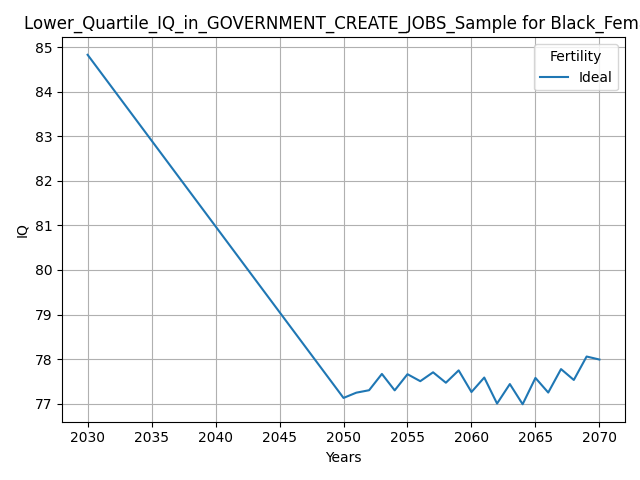 Lower_Quartile_IQ_in_GOVERNMENT_CREATE_JOBS_Sample for Black_Fem
85
84
83
82
81
80
79
78
77
IQ
Fertility
Ideal
2030 2035 2040 2045 2050 2055 2060 2065 2070
Years